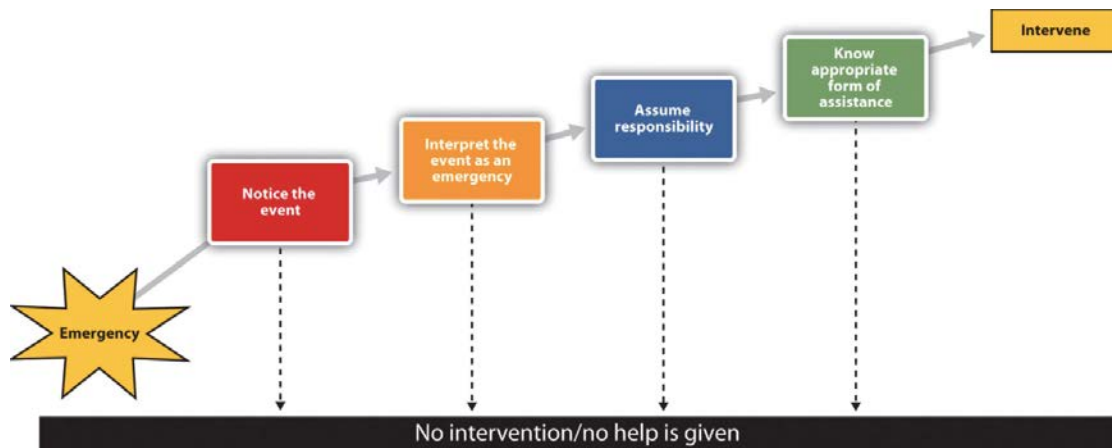 Intervene
Know
appropriate
form of
assistance
Assume
responsibility
Interpret the
event as an
emergency
Notice the
event
Emergency
No intervention/no help is given